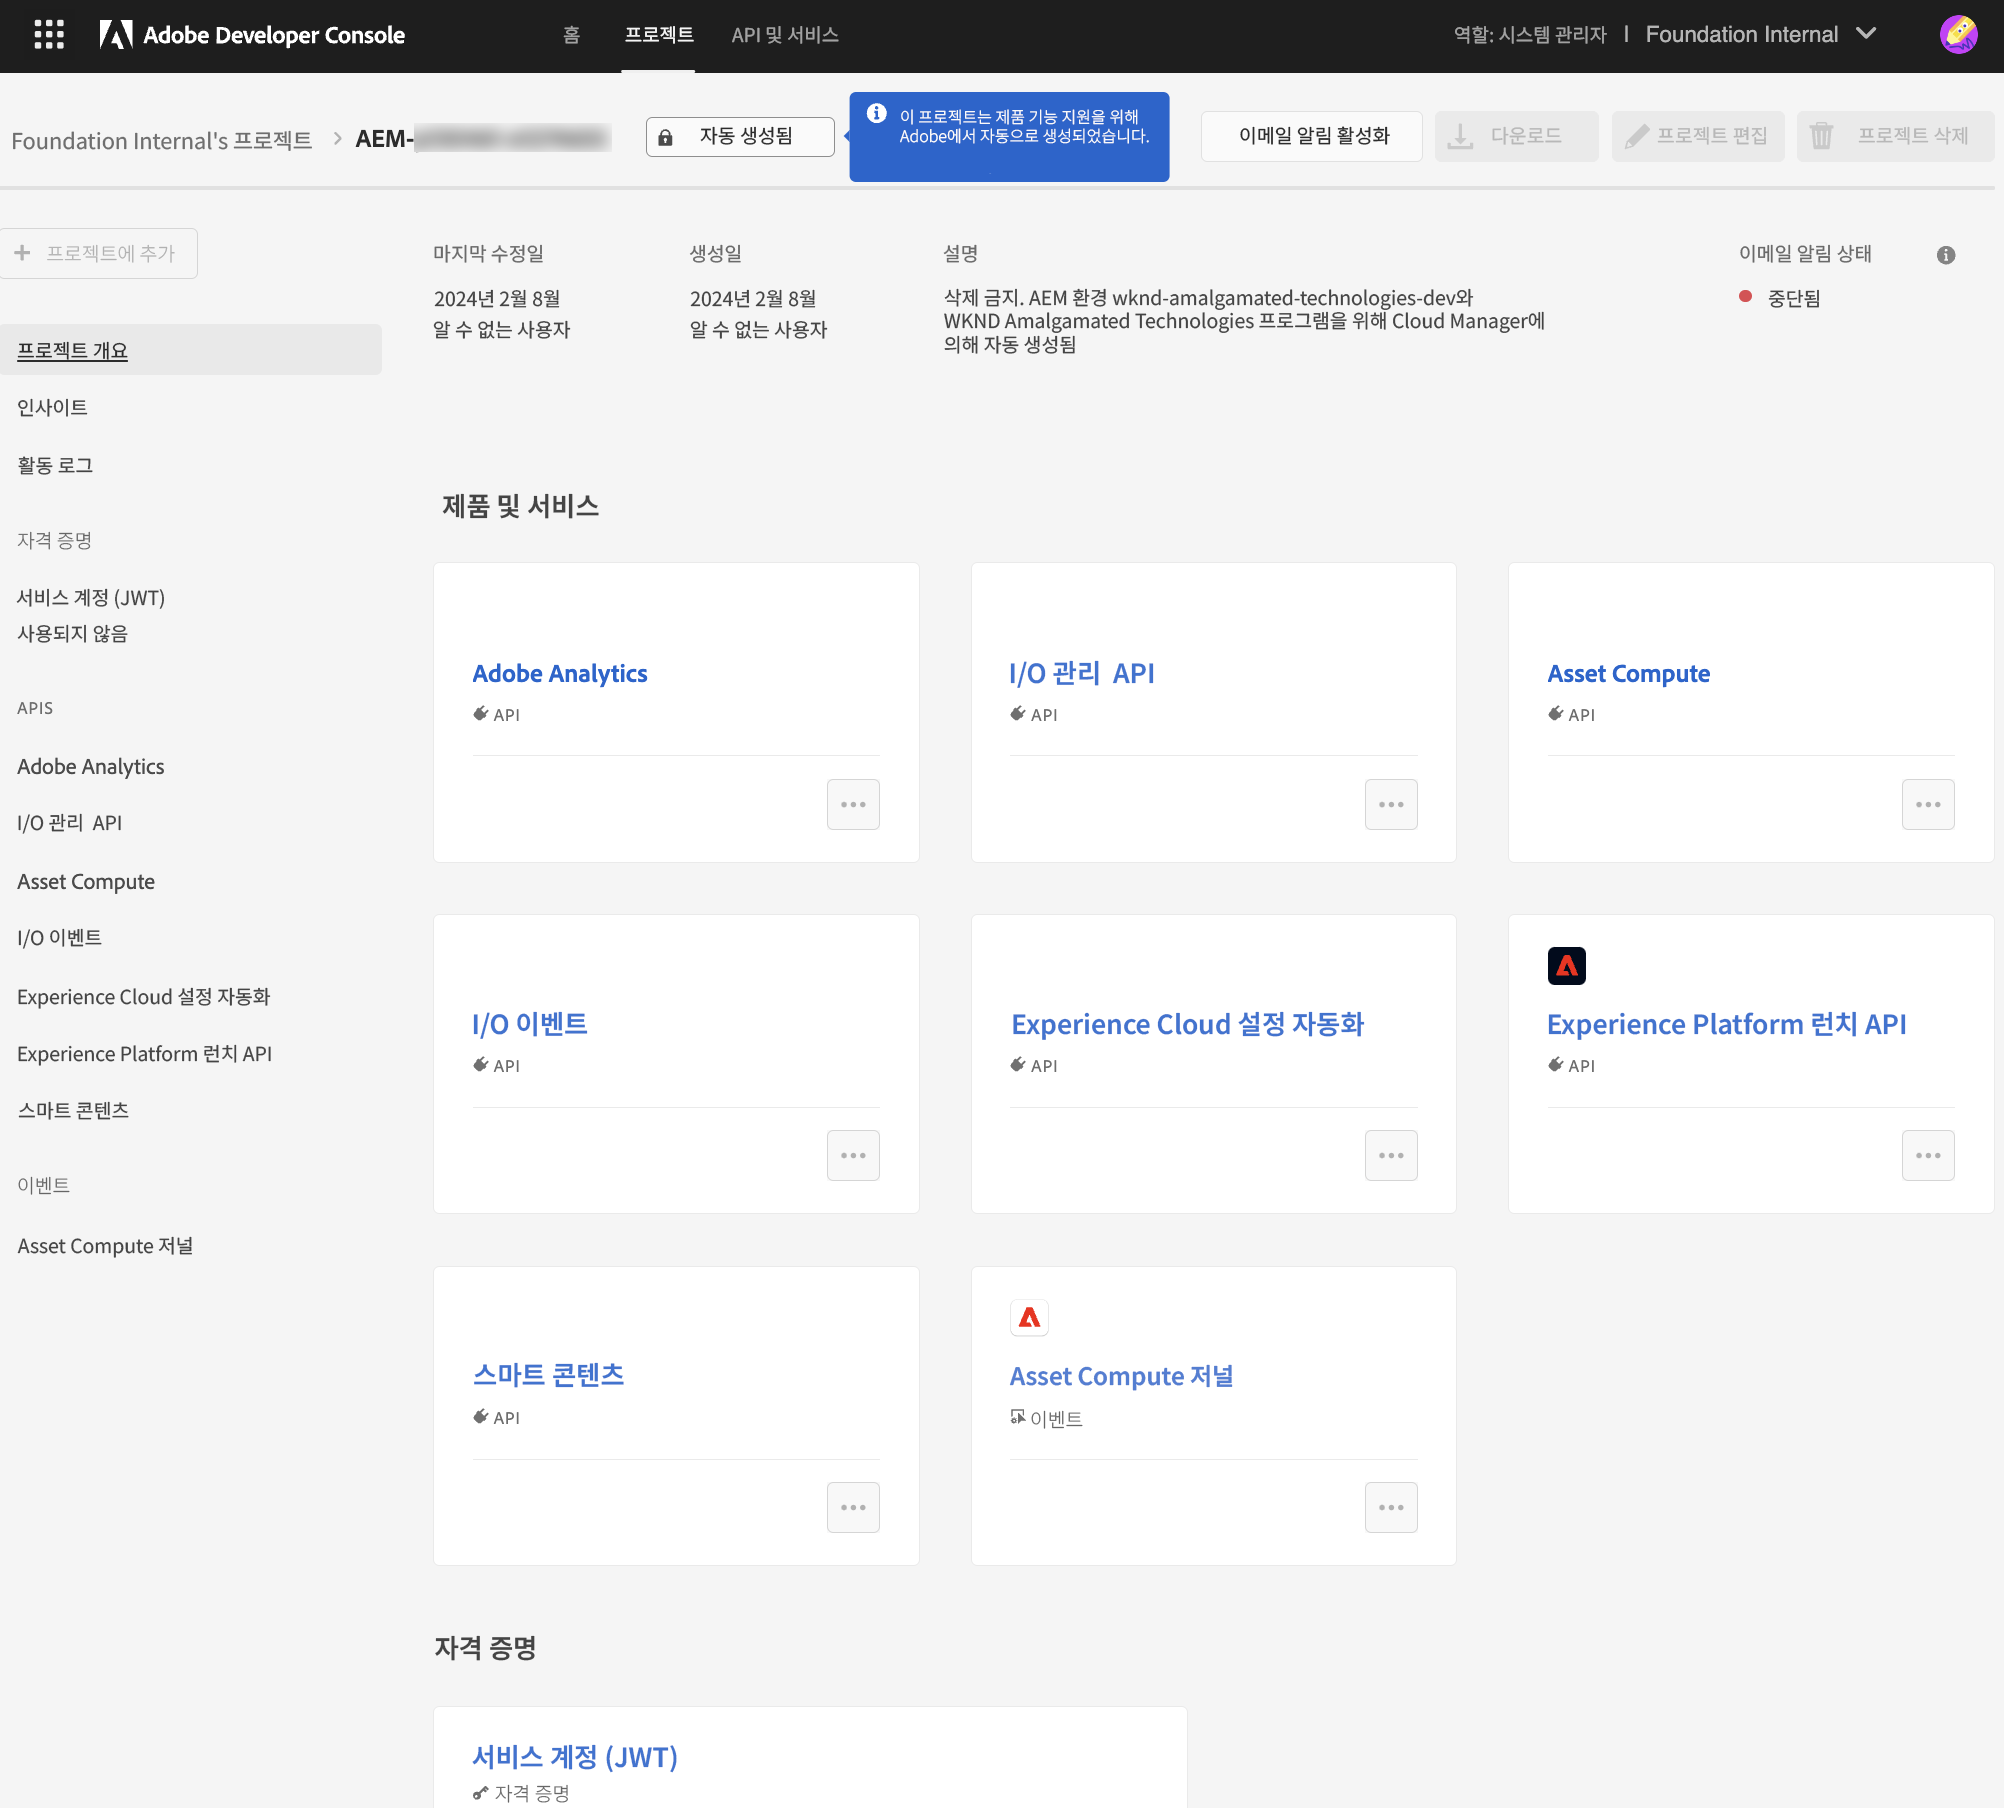 Adobe Developer Console
홈
프로젝트
API 및 서비스
역할: 시스템 관리자 | Foundation Internal
Foundation Internal's 프로젝트 > AEM-
자동 생성됨
이 프로젝트는 제품 기능 지원을 위해
Adobe에서 자동으로 생성되었습니다.
이메일 알림 활성화
다운로드
프로젝트 편집
프로젝트 삭제
+ 프로젝트에 추가
프로젝트 개요
인사이트
활동 로그
자격 증명
서비스 계정 (JWT)
사용되지 않음
APIS
Adobe Analytics
I/O 관리 API
Asset Compute
I/O 이벤트
Experience Cloud 설정 자동화
Experience Platform 런치 API
스마트 콘텐츠
이벤트
Asset Compute 저널
마지막 수정일
2024년 2월 8월
알 수 없는 사용자
생성일
2024년 2월 8월
알 수 없는 사용자
설명
삭제 금지. AEM 환경 wknd-amalgamated-technologies-dev와
WKND Amalgamated Technologies 프로그램을 위해 Cloud Manager에
의해 자동 생성됨
이메일 알림 상태
중단됨
제품 및 서비스
Adobe Analytics
API
I/O 관리 API
API
Asset Compute
API
I/O 이벤트
API
Experience Cloud 설정 자동화
API
Experience Platform 런치 API
API
스마트 콘텐츠
API
Asset Compute 저널
이벤트
자격 증명
서비스 계정 (JWT)
자격 증명